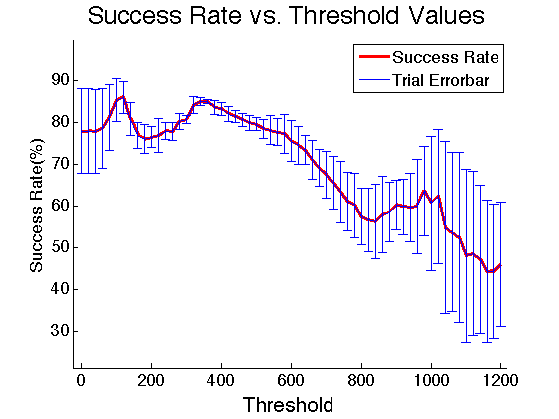 Success Rate vs. Threshold Values
Success Rate
Trial Errorbar
Success Rate(%)
90
80
70
60
50
40
30
0 200 400 600 800 1000 1200
Threshold